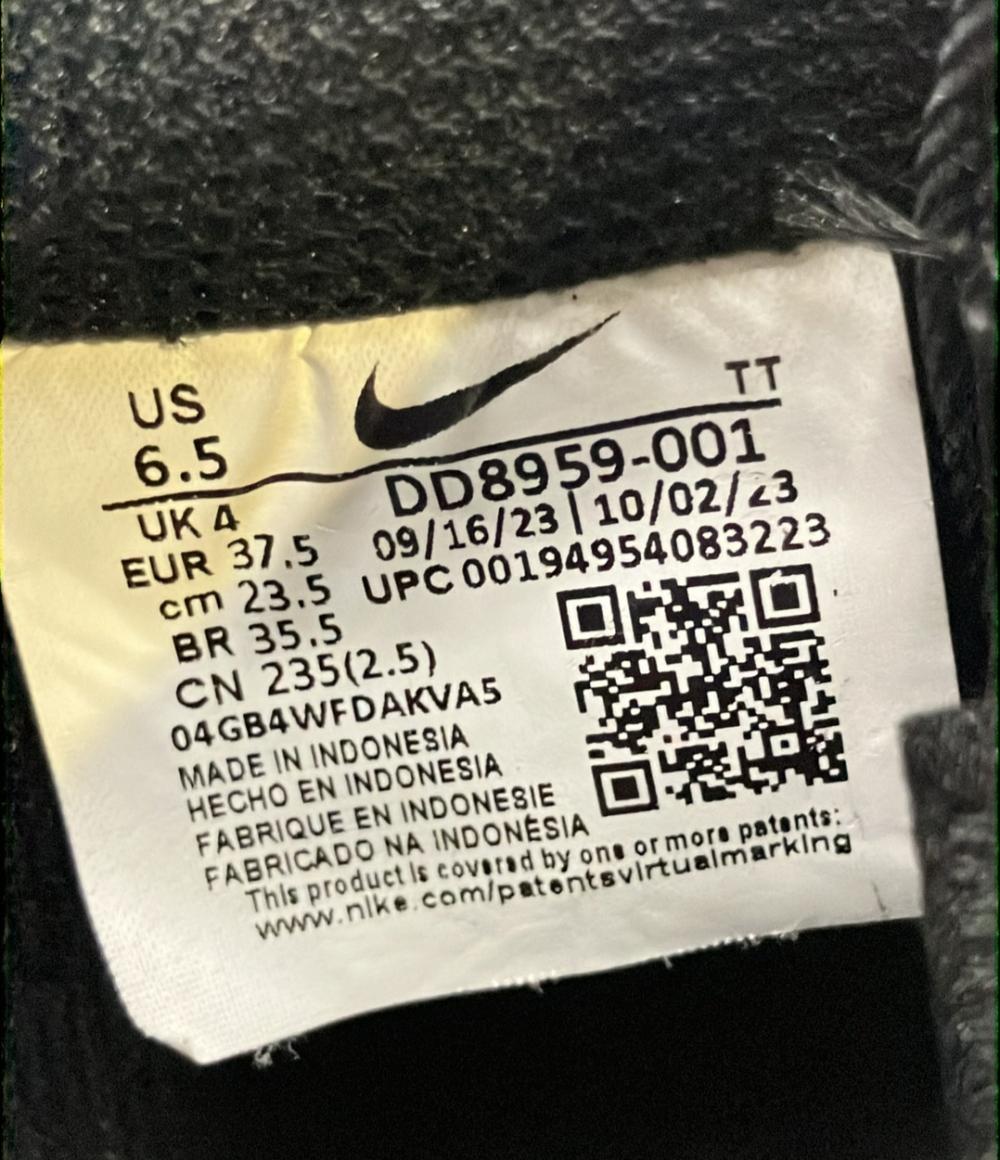 US
6.5
TT
DD8959-001
09/16/23 | 10/02/23
UPC 00194954083223
UK 4
EUR 37.5
cm 23.5
BR 35.5
CN 235(2.5)
04GB4WFDAKVA5
MADE IN INDONESIA
HECHO EN INDONESIA
FABRIQUE EN INDONESIE
FABRICADO NA INDONÉSIA
This product is covered by one or more patents:
www.nike.com/patentsvirtualmarking